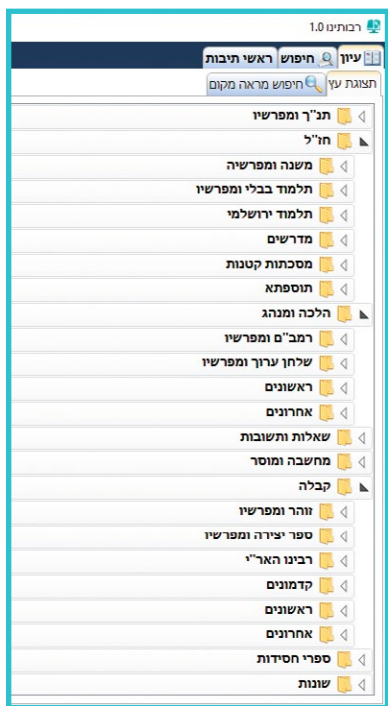 רבותינו 1.0
עיון חיפוש ראשי תיבות
תצוגת עץ חיפוש מראה מקום
תנ"ך ומפרשיו
חז"ל
משנה ומפרשיה
תלמוד בבלי ומפרשיו
תלמוד ירושלמי
מדרשים
מסכתות קטנות
תוספתא
הלכה ומנהג
רמב"ם ומפרשיו
שלחן ערוך ומפרשיו
ראשונים
אחרונים
שאלות ותשובות
מחשבה ומוסר
קבלה
זוהר ומפרשיו
ספר יצירה ומפרשיו
רבינו האר"י
קדמונים
ראשונים
אחרונים
ספרי חסידות
שונות